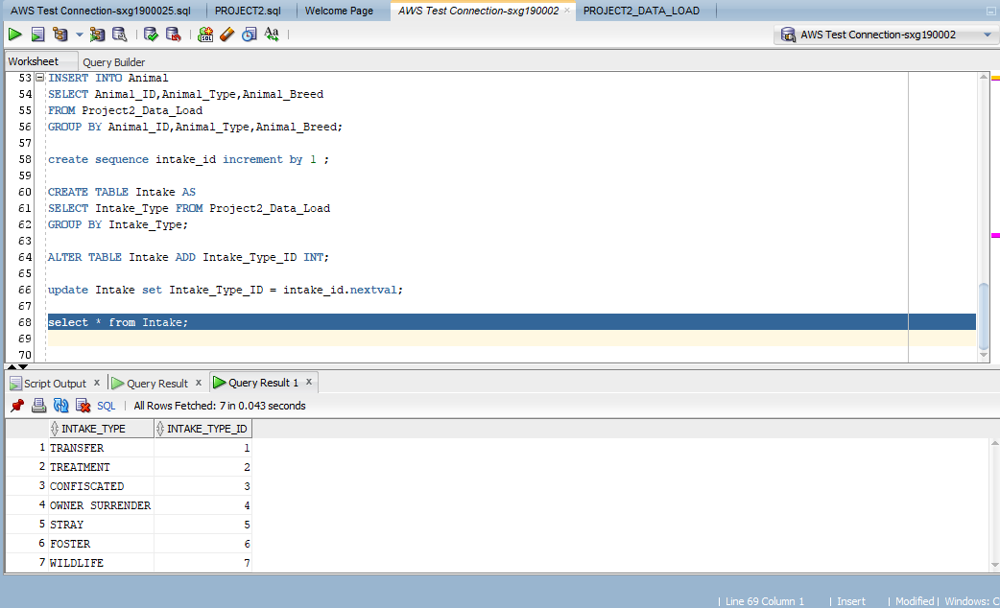 AWS Test Connection-sxg1900025.sql PROJECT2.sql Welcome Page AWS Test Connection-sxg190002 PROJECT2_DATA_LOAD
AWS Test Connection-sxg190002
Worksheet Query Builder
53 INSERT INTO Animal
54 SELECT Animal_ID,Animal_Type,Animal_Breed
55 FROM Project2_Data_Load
56 GROUP BY Animal_ID,Animal_Type,Animal_Breed;
57
58 create sequence intake_id increment by 1 ;
59
60 CREATE TABLE Intake AS
61 SELECT Intake_Type FROM Project2_Data_Load
62 GROUP BY Intake_Type;
63
64 ALTER TABLE Intake ADD Intake_Type_ID INT;
65
66 update Intake set Intake_Type_ID = intake_id.nextval;
67
68 select * from Intake;
69
70
Script Output x Query Result x Query Result 1 x
SQL | All Rows Fetched: 7 in 0.043 seconds
INTAKE_TYPE INTAKE_TYPE_ID
1 TRANSFER 1
2 TREATMENT 2
3 CONFISCATED 3
4 OWNER SURRENDER 4
5 STRAY 5
6 FOSTER 6
7 WILDLIFE 7
| Line 69 Column 1 | Insert | Modified | Windows: C